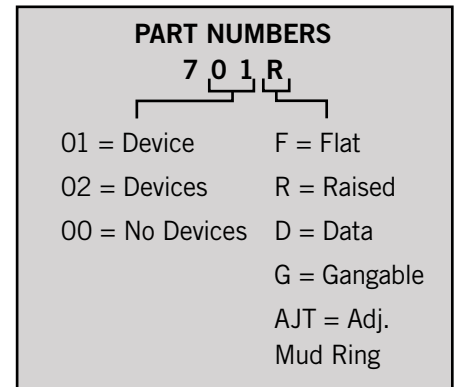 PART NUMBERS
7 0 1 R
01 = Device
02 = Devices
00 = No Devices
F = Flat
R = Raised
D = Data
G = Gangable
AJT = Adj.
Mud Ring